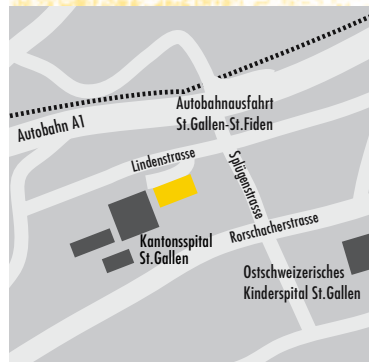 Autobahnausfahrt
St.Gallen-St.Fiden
Autobahn A1
Lindenstrasse
Splügenstrasse
Rorschacherstrasse
Kantonsspital
St.Gallen
Ostschweizerisches
Kinderspital St.Gallen